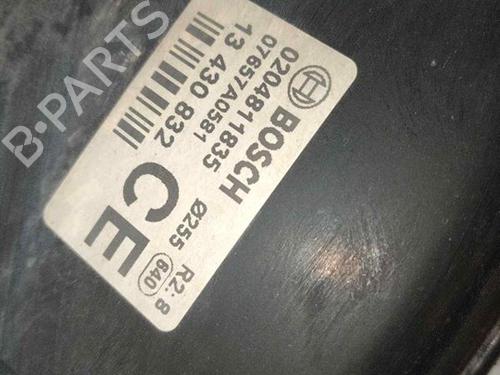 B·PARTS
BOSCH
0204811835
07657A0581
13 430 832
CE
Ø255
R2:8
640